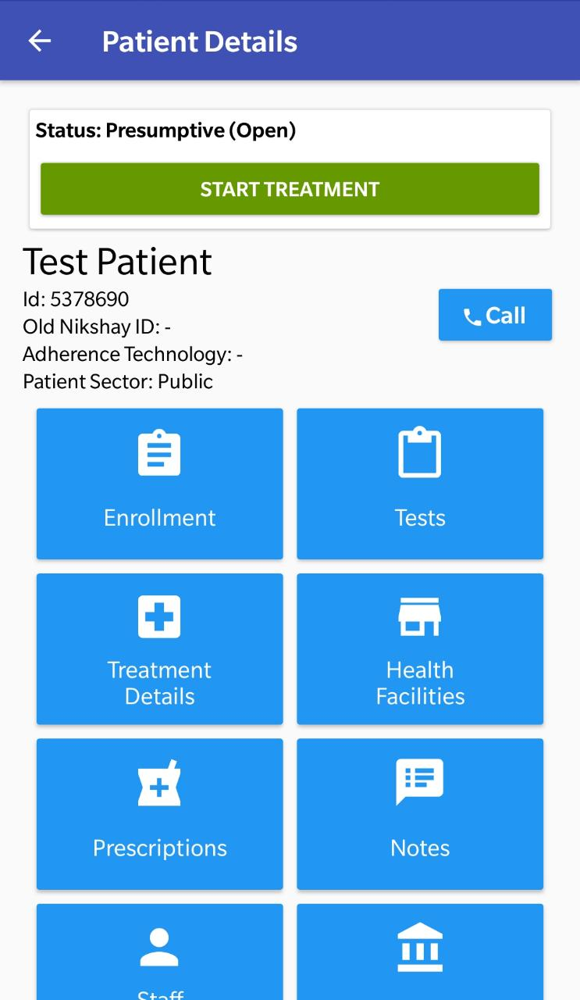 Patient Details
Status: Presumptive (Open)
START TREATMENT
Test Patient
Id: 5378690
Old Nikshay ID: -
Call
Adherence Technology: -
Patient Sector: Public
Enrollment
Tests
Treatment
Details
Health
Facilities
Prescriptions
Notes
Staff